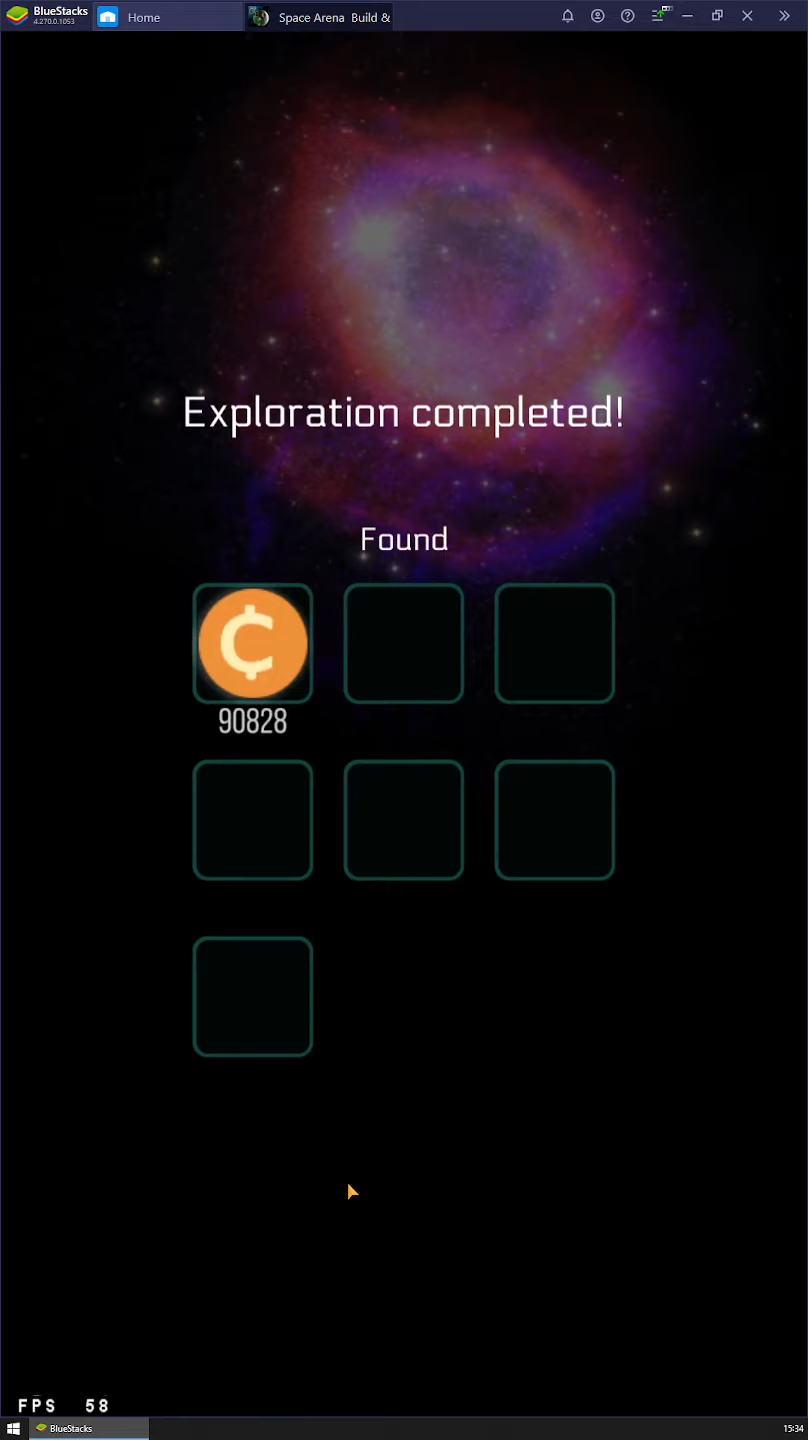 BlueStacks
4.270.0.1053
Home
Space Arena Build &
Exploration completed!
Found
90828
FPS 58
BlueStacks
15:34